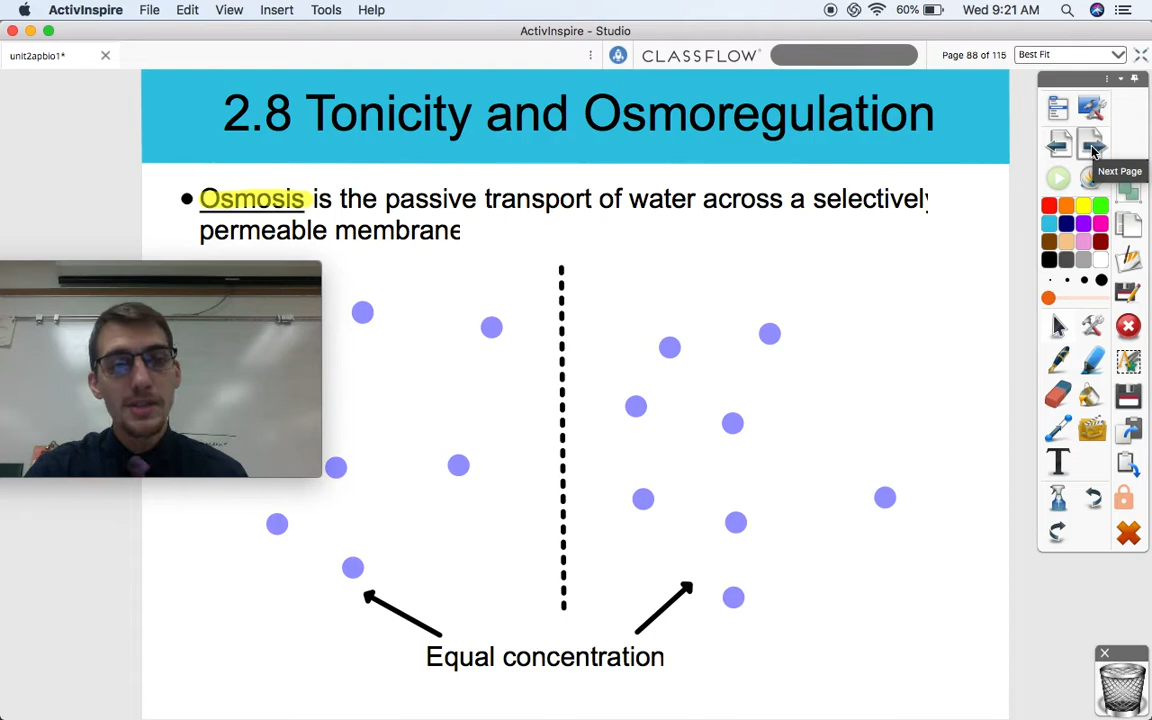 ActivInspire File Edit View Insert Tools Help
60% Wed 9:21 AM
ActivInspire - Studio
unit2apbio1*
CLASSFLOW
Page 88 of 115
Best Fit
2.8 Tonicity and Osmoregulation
Next Page
• Osmosis is the passive transport of water across a selectively
permeable membrane
Equal concentration